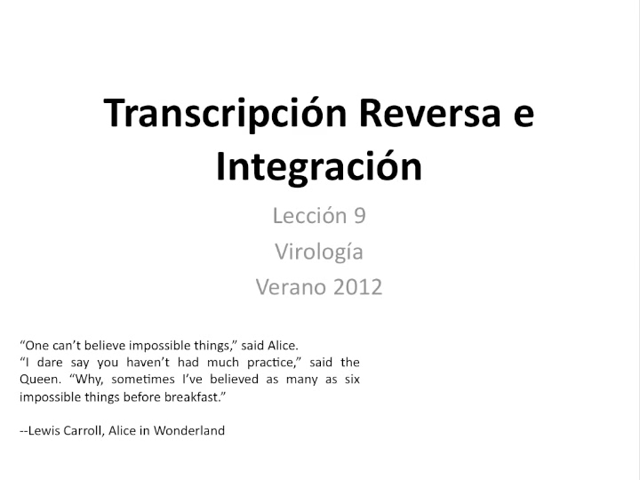 Transcripción Reversa e
Integración
Lección 9
Virología
Verano 2012
“One can’t believe impossible things,” said Alice.
“I dare say you haven’t had much practice,” said the
Queen. “Why, sometimes I’ve believed as many as six
impossible things before breakfast.”
--Lewis Carroll, Alice in Wonderland